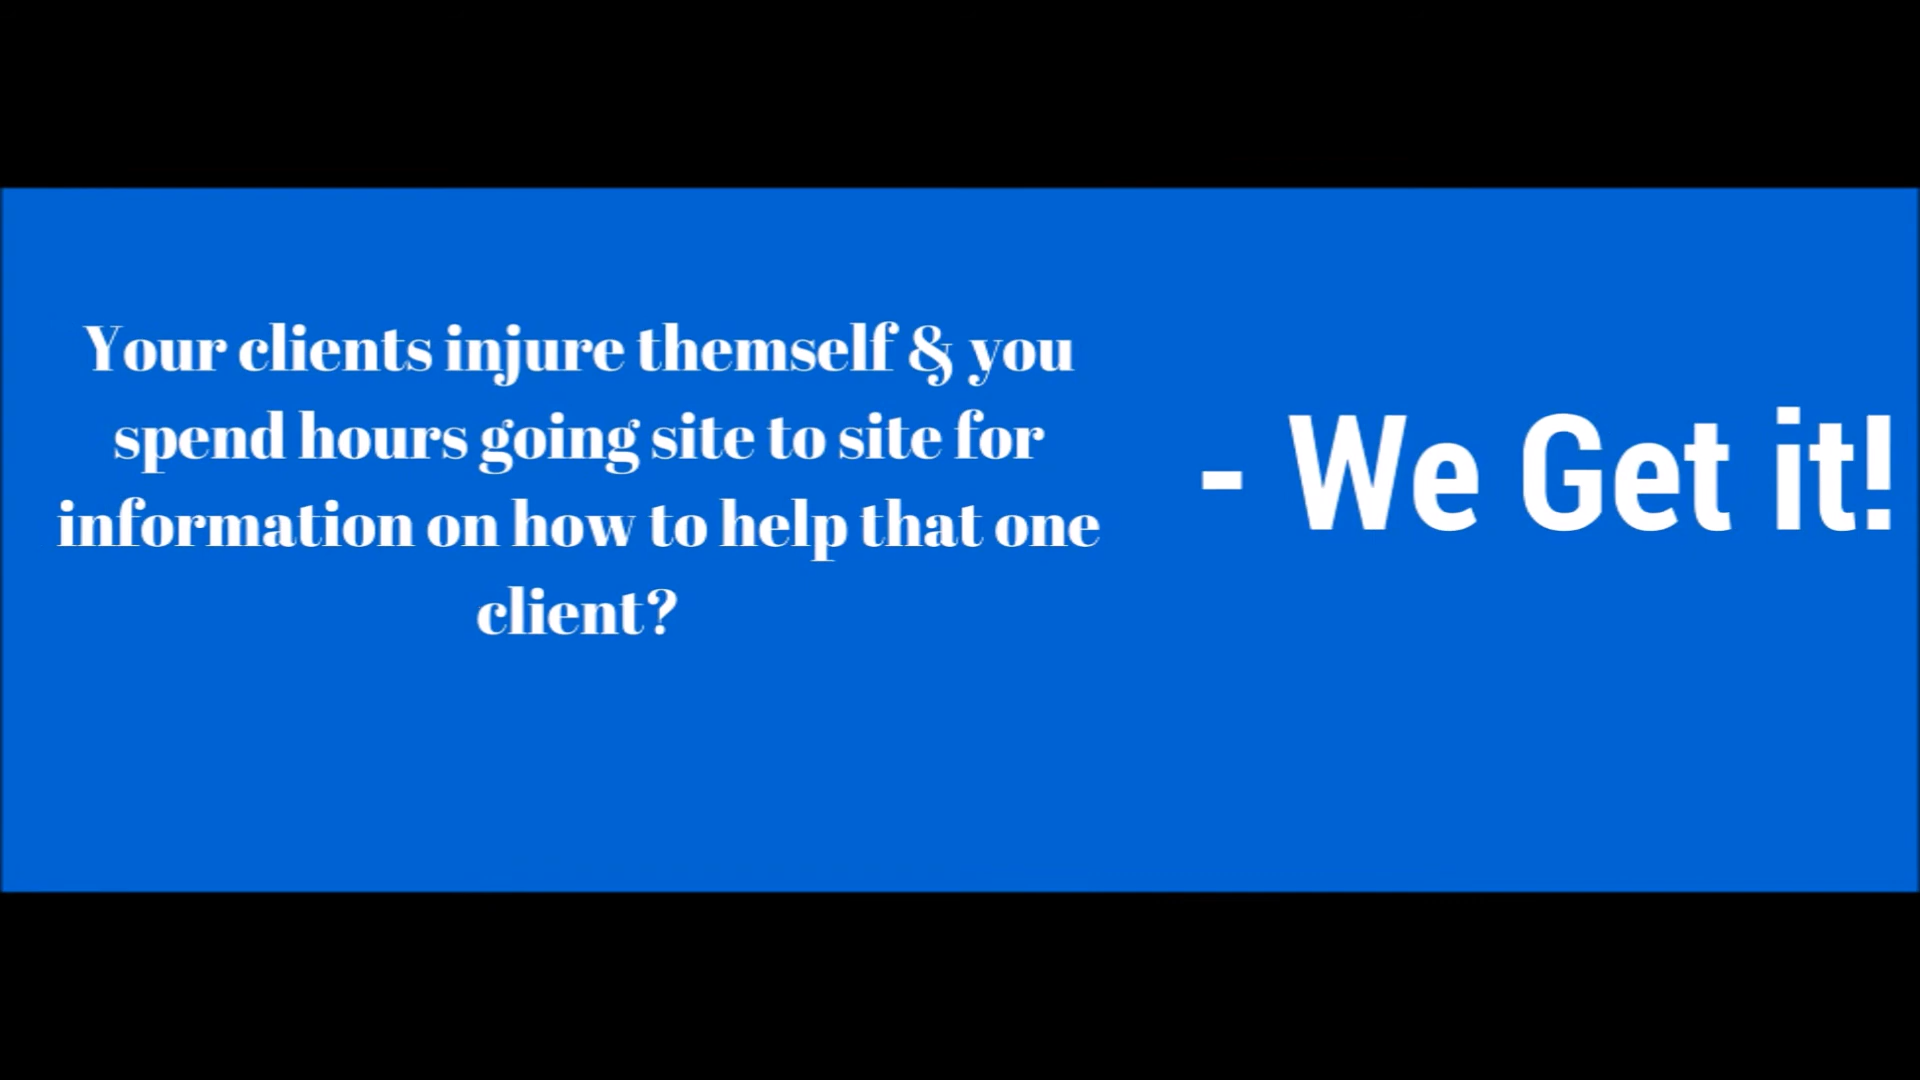 Your clients injure themself & you
spend hours going site to site for
information on how to help that one
client?
- We Get it!